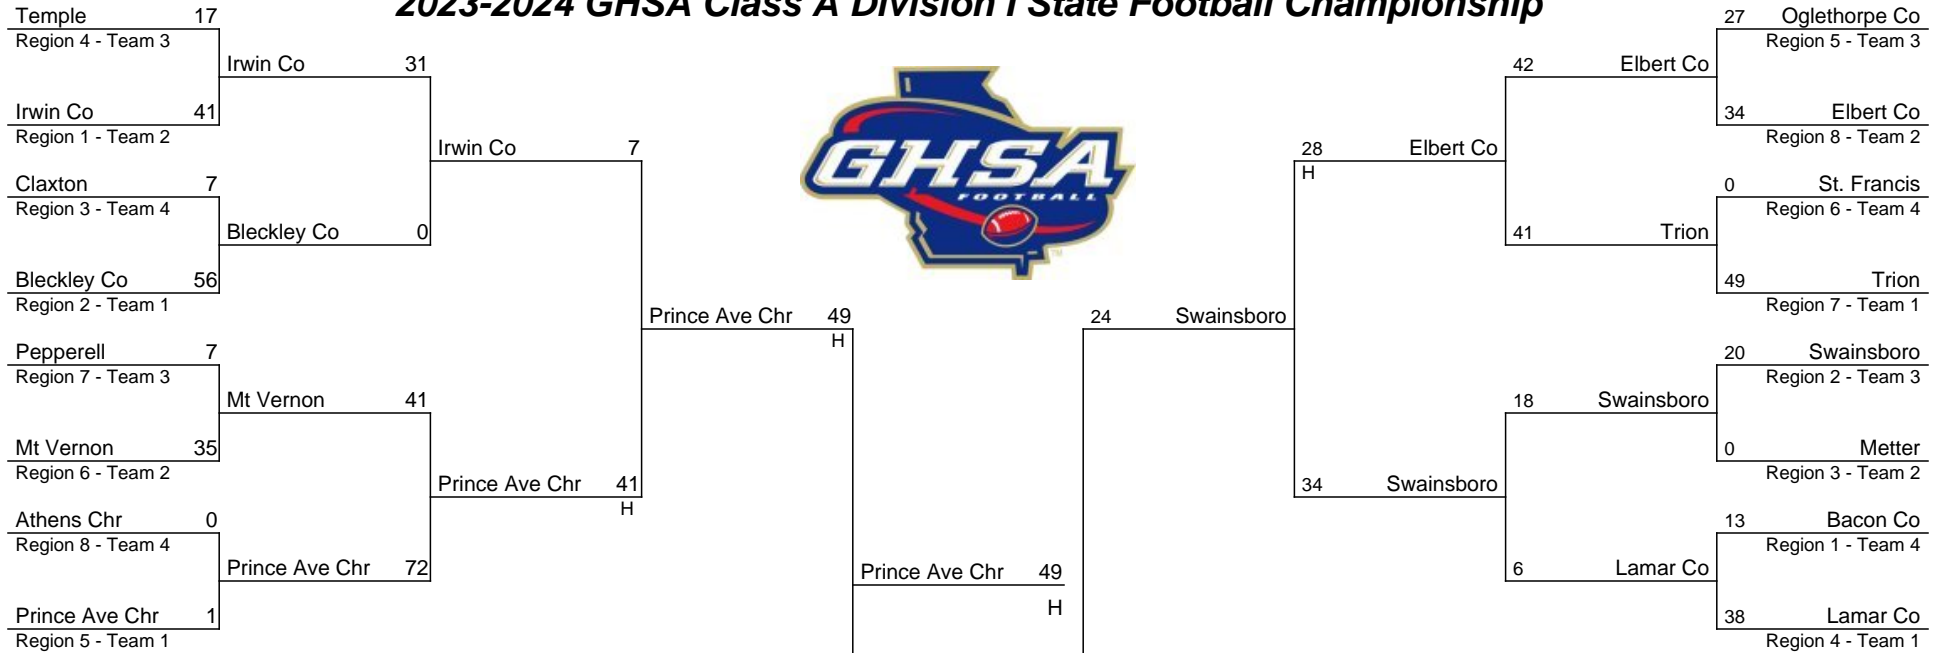 2023-2024 GHSA Class A Division I State Football Championship
Temple 17
Region 4 - Team 3
Irwin Co 31
Irwin Co 41
Region 1 - Team 2
Irwin Co 7
Claxton 7
Region 3 - Team 4
Bleckley Co 0
Bleckley Co 56
Region 2 - Team 1
Prince Ave Chr 49
H
Pepperell 7
Region 7 - Team 3
Mt Vernon 41
Mt Vernon 35
Region 6 - Team 2
Prince Ave Chr 41
H
Athens Chr 0
Region 8 - Team 4
Prince Ave Chr 72
Prince Ave Chr 1
Region 5 - Team 1
GHSA
FOOTBALL
TM
Prince Ave Chr 49
H
27 Oglethorpe Co
Region 5 - Team 3
42 Elbert Co
34 Elbert Co
Region 8 - Team 2
28 Elbert Co
H
0 St. Francis
Region 6 - Team 4
41 Trion
49 Trion
Region 7 - Team 1
24 Swainsboro
20 Swainsboro
Region 2 - Team 3
18 Swainsboro
0 Metter
Region 3 - Team 2
34 Swainsboro
13 Bacon Co
Region 1 - Team 4
6 Lamar Co
38 Lamar Co
Region 4 - Team 1